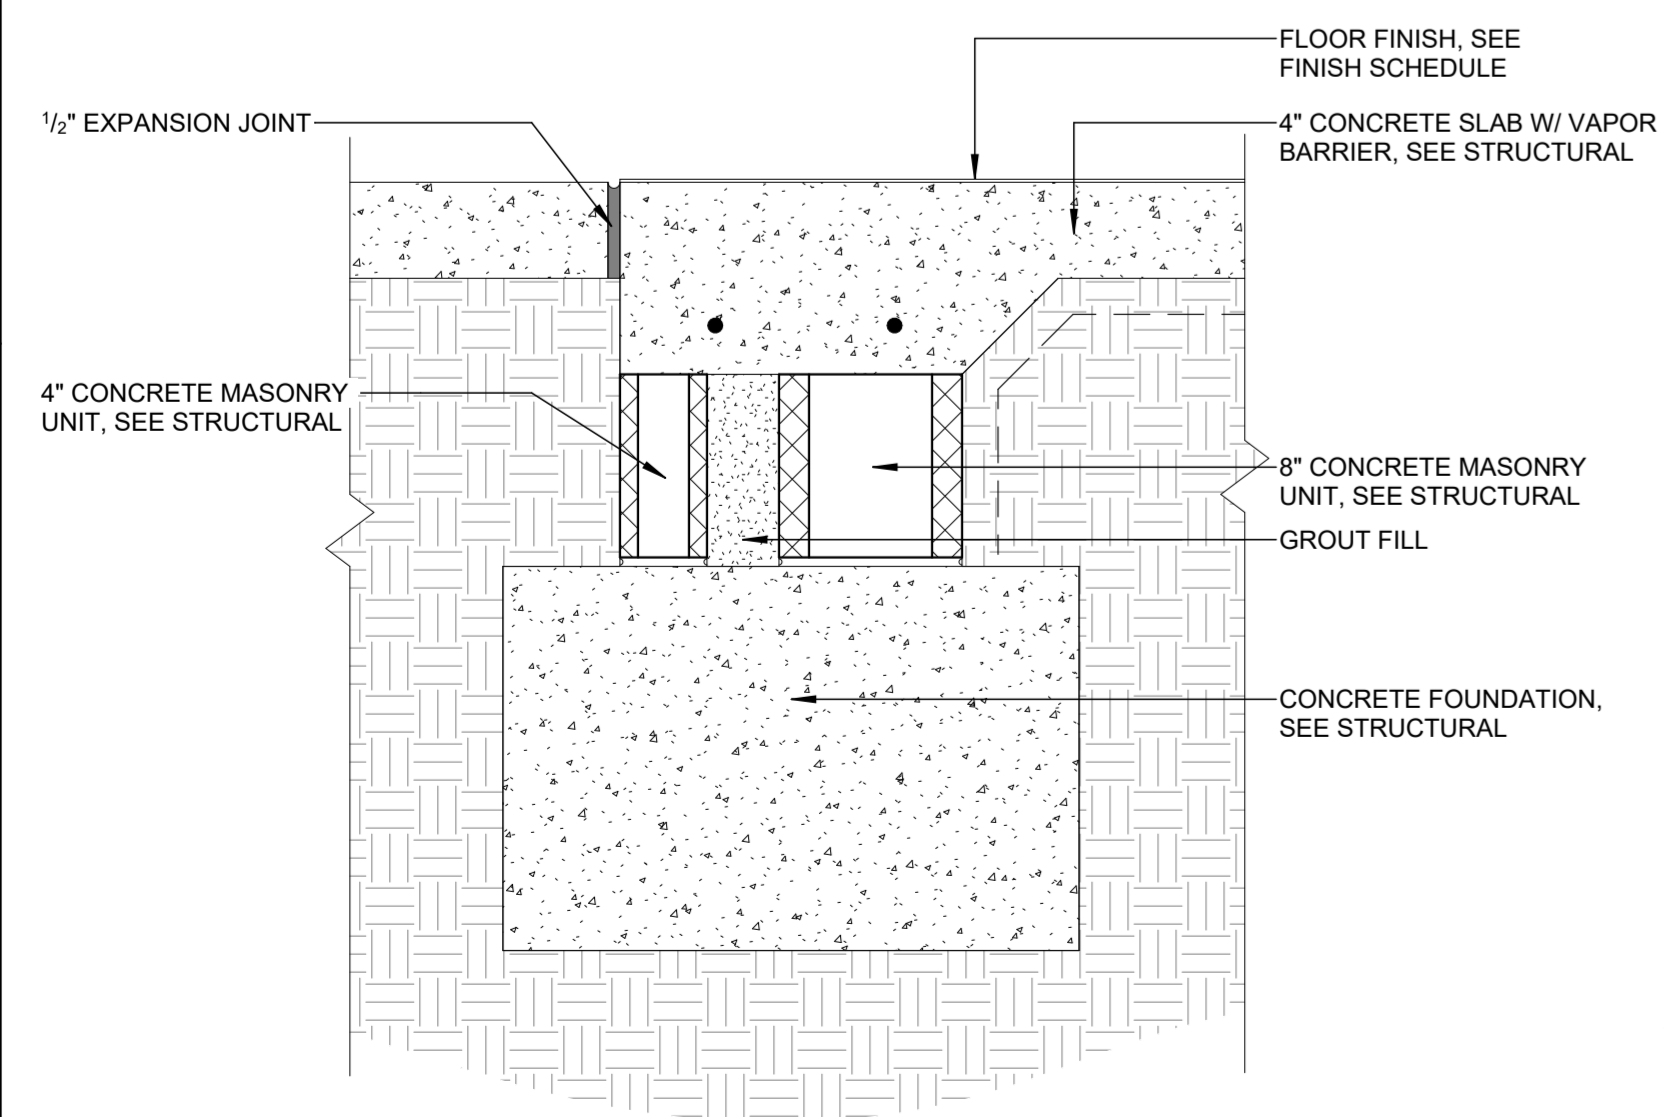 FLOOR FINISH, SEE
FINISH SCHEDULE
1/2" EXPANSION JOINT
4" CONCRETE SLAB W/ VAPOR
BARRIER, SEE STRUCTURAL
4" CONCRETE MASONRY
UNIT, SEE STRUCTURAL
8" CONCRETE MASONRY
UNIT, SEE STRUCTURAL
GROUT FILL
CONCRETE FOUNDATION,
SEE STRUCTURAL